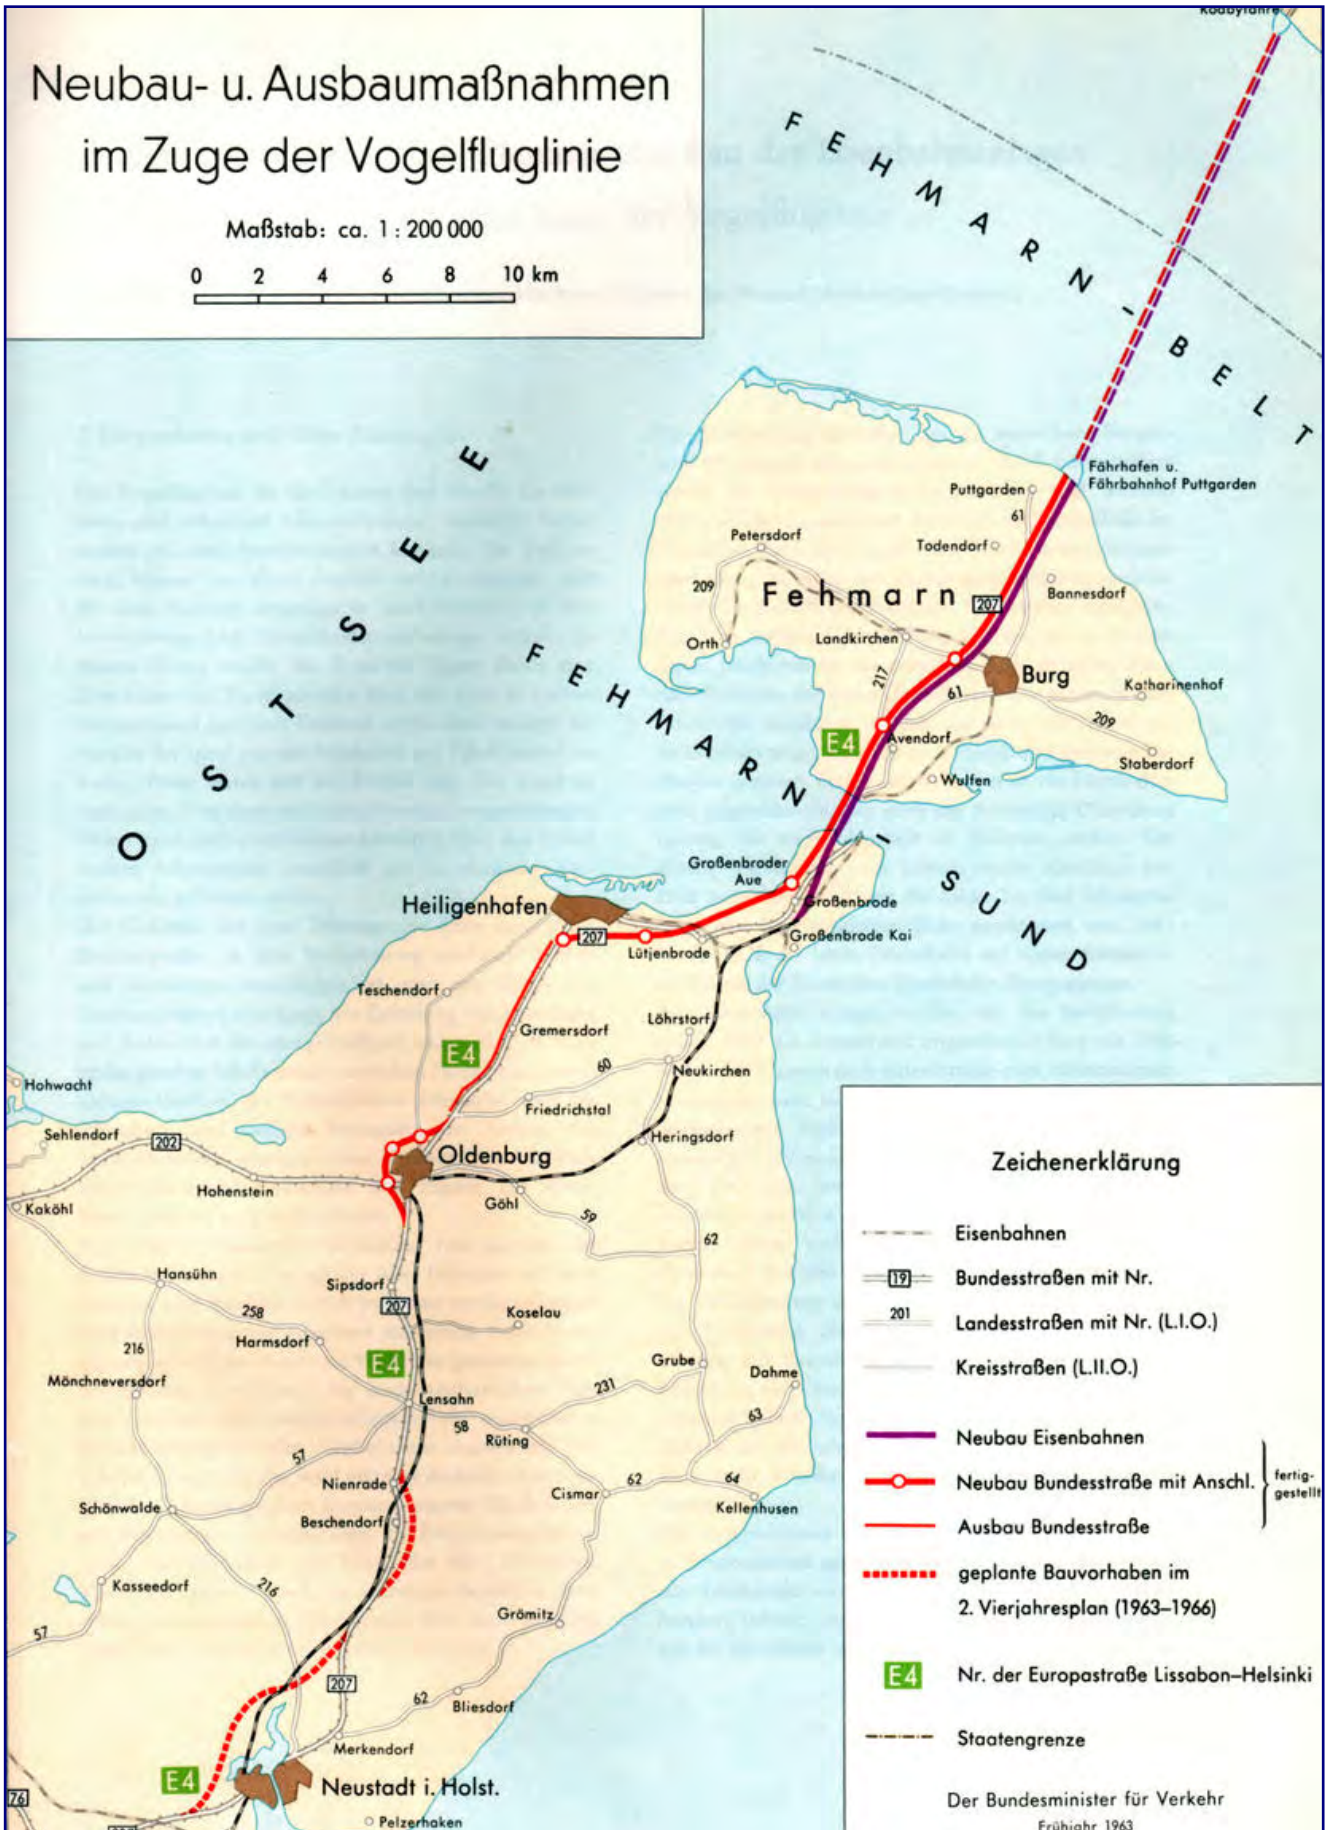 Neubau- u. Ausbaumaßnahmen
im Zuge der Vogelfluglinie
Maßstab: ca. 1 : 200 000
0 2 4 6 8 10 km
Rödbyfähre
FEHMARN-BELT
OSTSEE
FEHMARN-SUND
Fährhafen u.
Fährbahnhof Puttgarden
Puttgarden
61
Petersdorf
Todendorf
209
Fehmarn
207
Bannesdorf
Orth
Landkirchen
217
Burg
61
Katharinenhof
209
E4
Avendorf
Staberdorf
Wulfen
Großenbroder
Aue
Heiligenhafen
Großenbrode
207
Großenbrode Kai
Lütjenbrode
Teschendorf
Gremersdorf
Löhrstorf
E4
60
Neukirchen
Hohwacht
Friedrichstal
Sehlendorf
202
Heringsdorf
Oldenburg
Hohenstein
Göhl
Kaköhl
59
62
Hansühn
Sipsdorf
207
258
Koselau
Harmsdorf
216
E4
Grube
Dahme
Mönchneversdorf
231
Lensahn
58
63
Rüting
57
Nienrade
62
64
Cismar
Schönwalde
Kellenhusen
Beschendorf
Kasseedorf
216
Grömitz
57
207
62
Bliesdorf
Merkendorf
E4
Neustadt i. Holst.
76
Pelzerhaken
Zeichenerklärung
Eisenbahnen
19 Bundesstraßen mit Nr.
201 Landesstraßen mit Nr. (L.I.O.)
Kreisstraßen (L.II.O.)
Neubau Eisenbahnen
Neubau Bundesstraße mit Anschl.
Ausbau Bundesstraße
fertig-
gestellt
geplante Bauvorhaben im
2. Vierjahresplan (1963–1966)
E4 Nr. der Europastraße Lissabon–Helsinki
Staatengrenze
Der Bundesminister für Verkehr
Frühjahr 1963